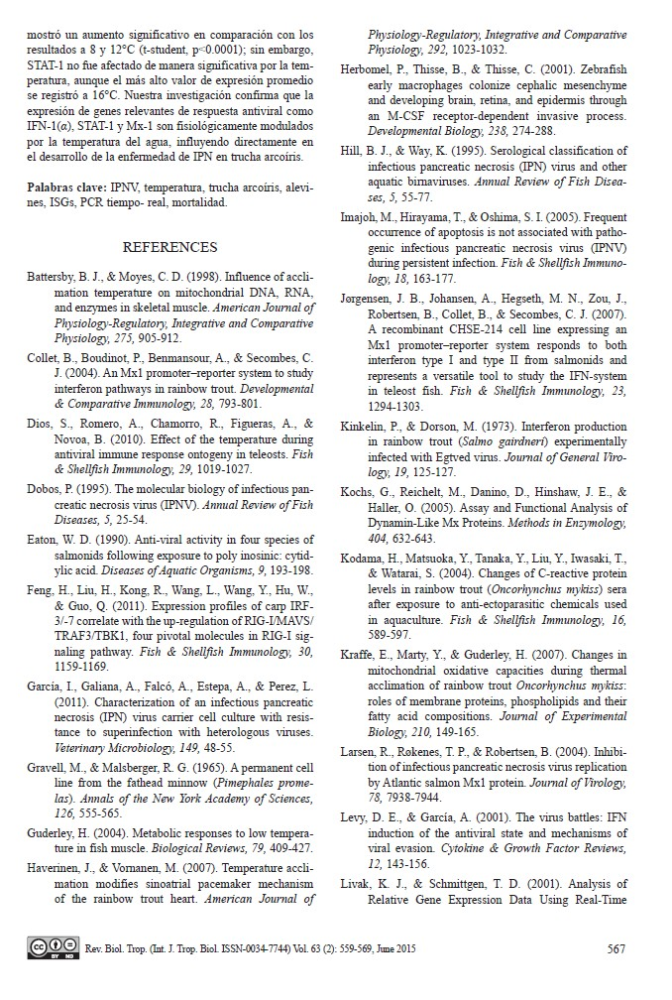 mostró un aumento significativo en comparación con los
resultados a 8 y 12°C (t-student, p<0.0001); sin embargo,
STAT-1 no fue afectado de manera significativa por la tem-
peratura, aunque el más alto valor de expresión promedio
se registró a 16°C. Nuestra investigación confirma que la
expresión de genes relevantes de respuesta antiviral como
IFN-1(α), STAT-1 y Mx-1 son fisiológicamente modulados
por la temperatura del agua, influyendo directamente en
el desarrollo de la enfermedad de IPN en trucha arcoíris.
Palabras clave: IPNV, temperatura, trucha arcoíris, alevi-
nes, ISGs, PCR tiempo- real, mortalidad.
REFERENCES
Battersby, B. J., & Moyes, C. D. (1998). Influence of accli-
mation temperature on mitochondrial DNA, RNA,
and enzymes in skeletal muscle. American Journal of
Physiology-Regulatory, Integrative and Comparative
Physiology, 275, 905-912.
Collet, B., Boudinot, P., Benmansour, A., & Secombes, C.
J. (2004). An Mx1 promoter–reporter system to study
interferon pathways in rainbow trout. Developmental
& Comparative Immunology, 28, 793-801.
Dios, S., Romero, A., Chamorro, R., Figueras, A., &
Novoa, B. (2010). Effect of the temperature during
antiviral immune response ontogeny in teleosts. Fish
& Shellfish Immunology, 29, 1019-1027.
Dobos, P. (1995). The molecular biology of infectious pan-
creatic necrosis virus (IPNV). Annual Review of Fish
Diseases, 5, 25-54.
Eaton, W. D. (1990). Anti-viral activity in four species of
salmonids following exposure to poly inosinic: cytid-
ylic acid. Diseases of Aquatic Organisms, 9, 193-198.
Feng, H., Liu, H., Kong, R., Wang, L., Wang, Y., Hu, W.,
& Guo, Q. (2011). Expression profiles of carp IRF-
3/-7 correlate with the up-regulation of RIG-I/MAVS/
TRAF3/TBK1, four pivotal molecules in RIG-I sig-
naling pathway. Fish & Shellfish Immunology, 30,
1159-1169.
García, I., Galiana, A., Falcó, A., Estepa, A., & Perez, L.
(2011). Characterization of an infectious pancreatic
necrosis (IPN) virus carrier cell culture with resis-
tance to superinfection with heterologous viruses.
Veterinary Microbiology, 149, 48-55.
Gravell, M., & Malsberger, R. G. (1965). A permanent cell
line from the fathead minnow (Pimephales prome-
las). Annals of the New York Academy of Sciences,
126, 555-565.
Guderley, H. (2004). Metabolic responses to low tempera-
ture in fish muscle. Biological Reviews, 79, 409-427.
Haverinen, J., & Vornanen, M. (2007). Temperature accli-
mation modifies sinoatrial pacemaker mechanism
of the rainbow trout heart. American Journal of
Physiology-Regulatory, Integrative and Comparative
Physiology, 292, 1023-1032.
Herbomel, P., Thisse, B., & Thisse, C. (2001). Zebrafish
early macrophages colonize cephalic mesenchyme
and developing brain, retina, and epidermis through
an M-CSF receptor-dependent invasive process.
Developmental Biology, 238, 274-288.
Hill, B. J., & Way, K. (1995). Serological classification of
infectious pancreatic necrosis (IPN) virus and other
aquatic birnaviruses. Annual Review of Fish Disea-
ses, 5, 55-77.
Imajoh, M., Hirayama, T., & Oshima, S. I. (2005). Frequent
occurrence of apoptosis is not associated with patho-
genic infectious pancreatic necrosis virus (IPNV)
during persistent infection. Fish & Shellfish Immuno-
logy, 18, 163-177.
Jørgensen, J. B., Johansen, A., Hegseth, M. N., Zou, J.,
Robertsen, B., Collet, B., & Secombes, C. J. (2007).
A recombinant CHSE-214 cell line expressing an
Mx1 promoter–reporter system responds to both
interferon type I and type II from salmonids and
represents a versatile tool to study the IFN-system
in teleost fish. Fish & Shellfish Immunology, 23,
1294-1303.
Kinkelin, P., & Dorson, M. (1973). Interferon production
in rainbow trout (Salmo gairdneri) experimentally
infected with Egtved virus. Journal of General Viro-
logy, 19, 125-127.
Kochs, G., Reichelt, M., Danino, D., Hinshaw, J. E., &
Haller, O. (2005). Assay and Functional Analysis of
Dynamin-Like Mx Proteins. Methods in Enzymology,
404, 632-643.
Kodama, H., Matsuoka, Y., Tanaka, Y., Liu, Y., Iwasaki, T.,
& Watarai, S. (2004). Changes of C-reactive protein
levels in rainbow trout (Oncorhynchus mykiss) sera
after exposure to anti-ectoparasitic chemicals used
in aquaculture. Fish & Shellfish Immunology, 16,
589-597.
Kraffe, E., Marty, Y., & Guderley, H. (2007). Changes in
mitochondrial oxidative capacities during thermal
acclimation of rainbow trout Oncorhynchus mykiss:
roles of membrane proteins, phospholipids and their
fatty acid compositions. Journal of Experimental
Biology, 210, 149-165.
Larsen, R., Røkenes, T. P., & Robertsen, B. (2004). Inhibi-
tion of infectious pancreatic necrosis virus replication
by Atlantic salmon Mx1 protein. Journal of Virology,
78, 7938-7944.
Levy, D. E., & García, A. (2001). The virus battles: IFN
induction of the antiviral state and mechanisms of
viral evasion. Cytokine & Growth Factor Reviews,
12, 143-156.
Livak, K. J., & Schmittgen, T. D. (2001). Analysis of
Relative Gene Expression Data Using Real-Time
cc BY ND
Rev. Biol. Trop. (Int. J. Trop. Biol. ISSN-0034-7744) Vol. 63 (2): 559-569, June 2015
567